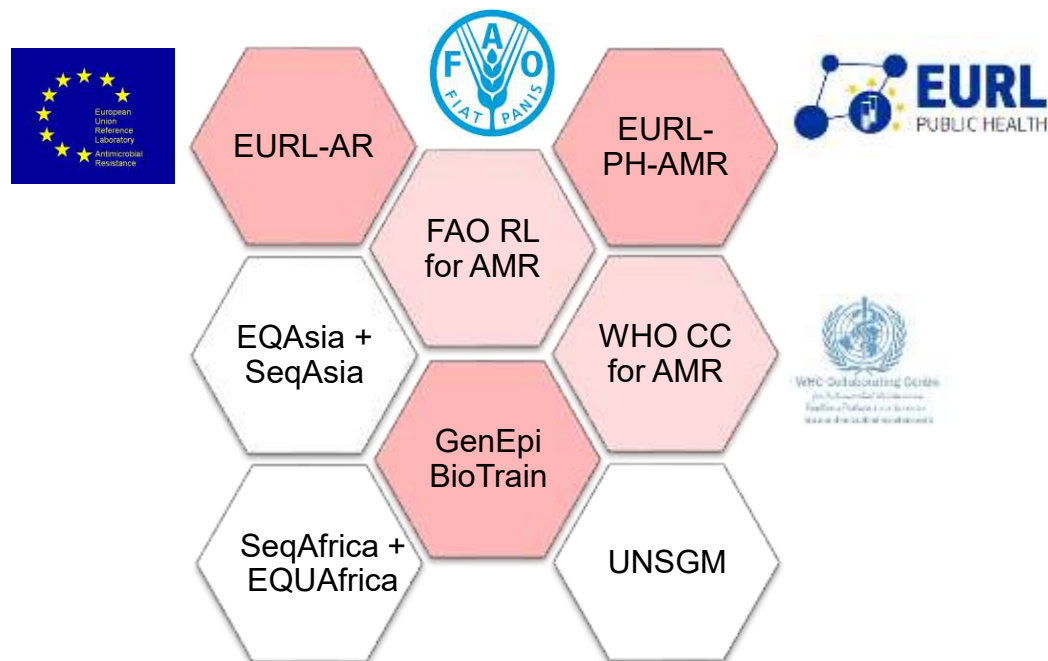 European
Union
Reference
Laboratory
Antimicrobial
Resistance
EURL-AR
FAO
FIAT PANIS
EURL-
PH-AMR
EURL
PUBLIC HEALTH
FAO RL
for AMR
EQAsia +
SeqAsia
WHO CC
for AMR
WHO Collaborating Centre
GenEpi
BioTrain
SeqAfrica +
EQUAfrica
UNSGM